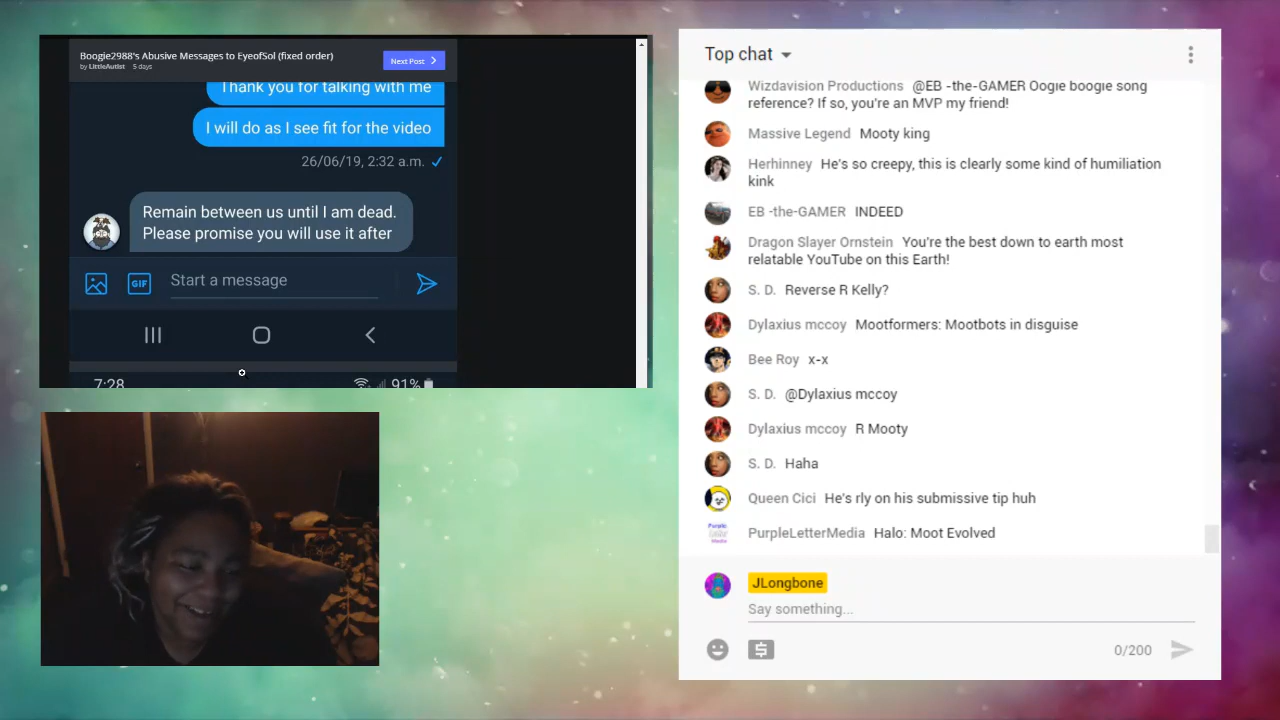 Boogie2988's Abusive Messages to EyeofSol (fixed order)
by LittleAutist 5 days
Next Post
Thank you for talking with me
I will do as I see fit for the video
26/06/19, 2:32 a.m.
Remain between us until I am dead.
Please promise you will use it after
GIF
Start a message
7:28
91%
Top chat
Wizdavision Productions @EB -the-GAMER Oogie boogie song
reference? If so, you're an MVP my friend!
Massive Legend Mooty king
Herhinney He's so creepy, this is clearly some kind of humiliation
kink
EB -the-GAMER INDEED
Dragon Slayer Ornstein You're the best down to earth most
relatable YouTube on this Earth!
S. D. Reverse R Kelly?
Dylaxius mccoy Mootformers: Mootbots in disguise
Bee Roy x-x
S. D. @Dylaxius mccoy
Dylaxius mccoy R Mooty
S. D. Haha
Queen Cici He's rly on his submissive tip huh
PurpleLetterMedia Halo: Moot Evolved
JLongbone
Say something...
0/200